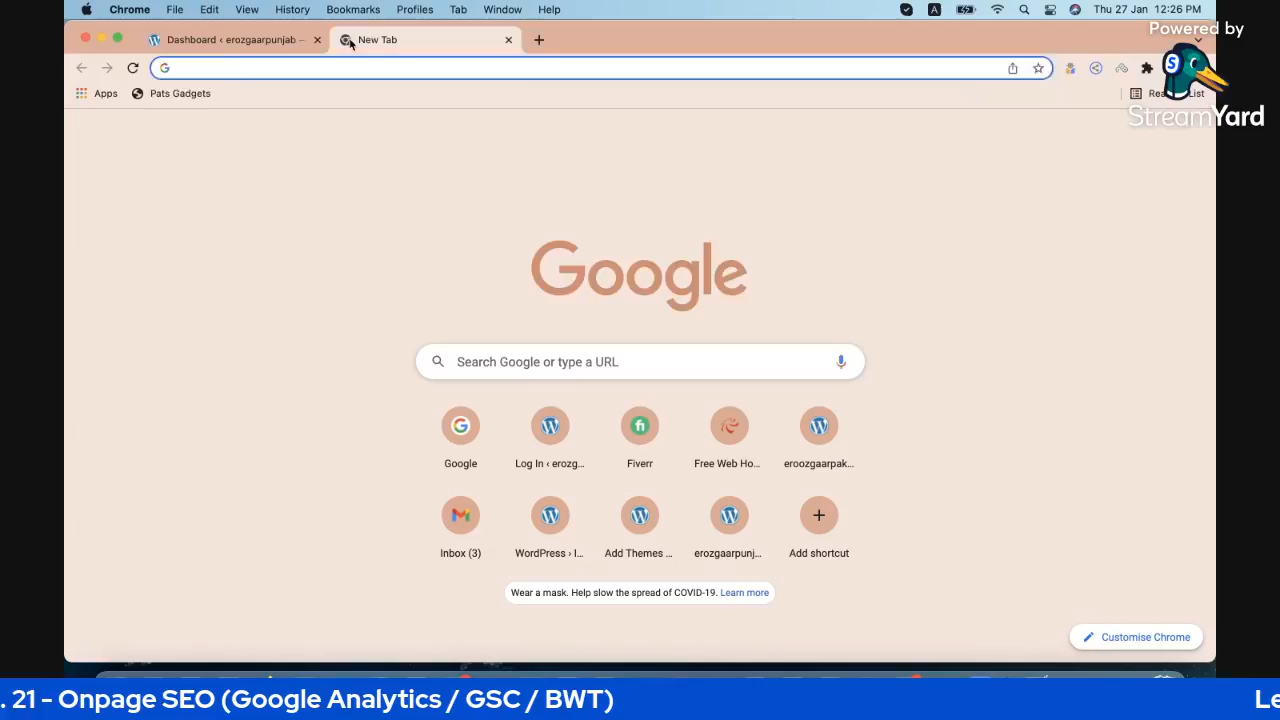 Chrome File Edit View History Bookmarks Profiles Tab Window Help A Thu 27 Jan 12:26 PM
Powered by
Dashboard ‹ erozgaarpunjab –
New Tab
StreamYard
Apps
Pats Gadgets
Google
Search Google or type a URL
Google
Log In ‹ erozg...
Fiverr
Free Web Ho...
eroozgaarpak...
Inbox (3)
WordPress › I...
Add Themes ...
erozgaarpunj...
Add shortcut
Wear a mask. Help slow the spread of COVID-19. Learn more
Customise Chrome
. 21 - Onpage SEO (Google Analytics / GSC / BWT)
Le